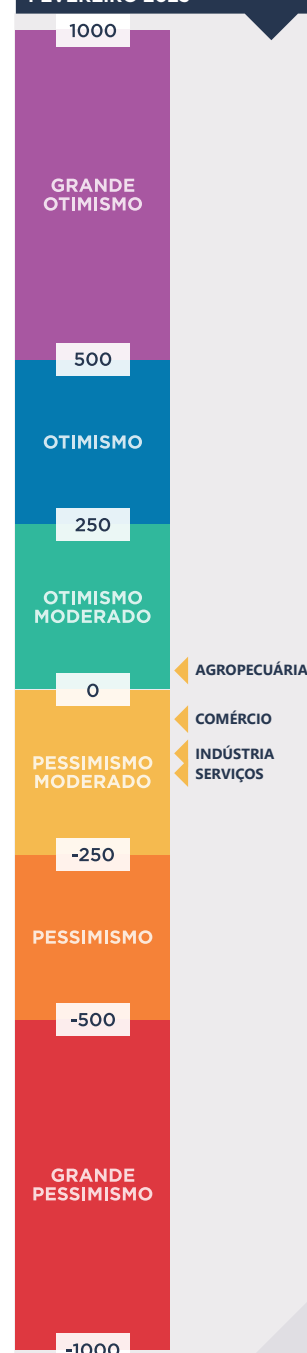 1000
GRANDE
OTIMISMO
500
OTIMISMO
250
OTIMISMO
MODERADO
AGROPECUÁRIA
0
COMÉRCIO
PESSIMISMO
MODERADO
INDÚSTRIA
SERVIÇOS
-250
PESSIMISMO
-500
GRANDE
PESSIMISMO
-1000